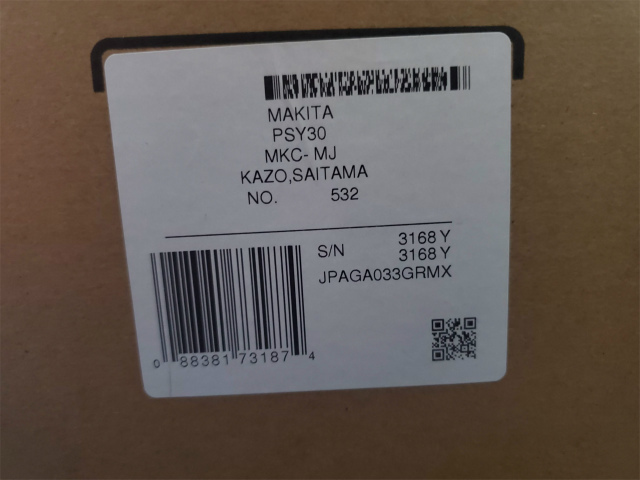 MAKITA
PSY30
MKC- MJ
KAZO,SAITAMA
NO. 532
S/N 3168 Y
3168 Y
JPAGA033GRMX
0 88381 73187 4